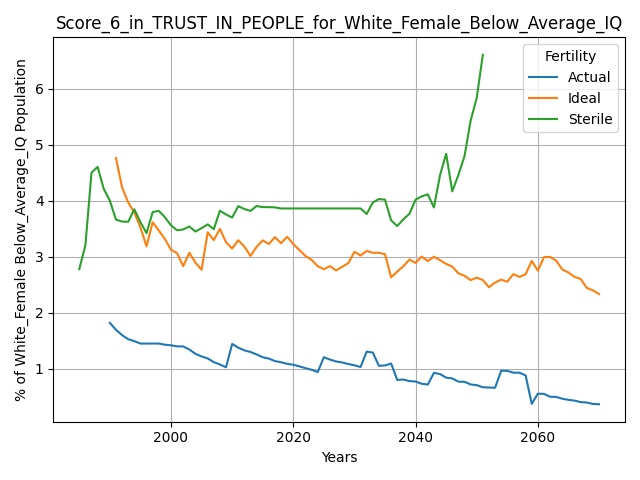 Score_6_in_TRUST_IN_PEOPLE_for_White_Female_Below_Average_IQ
% of White_Female Below_Average_IQ Population
6
5
4
3
2
1
Fertility
Actual
Ideal
Sterile
2000
2020
2040
2060
Years